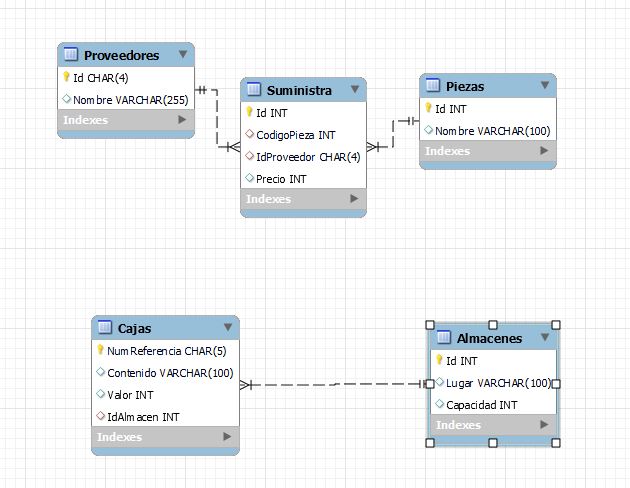 Proveedores
Id CHAR(4)
Nombre VARCHAR(255)
Indexes
Suministra
Id INT
CodigoPieza INT
IdProveedor CHAR(4)
Precio INT
Indexes
Piezas
Id INT
Nombre VARCHAR(100)
Indexes
Cajas
NumReferencia CHAR(5)
Contenido VARCHAR(100)
Valor INT
IdAlmacen INT
Indexes
Almacenes
Id INT
Lugar VARCHAR(100)
Capacidad INT
Indexes